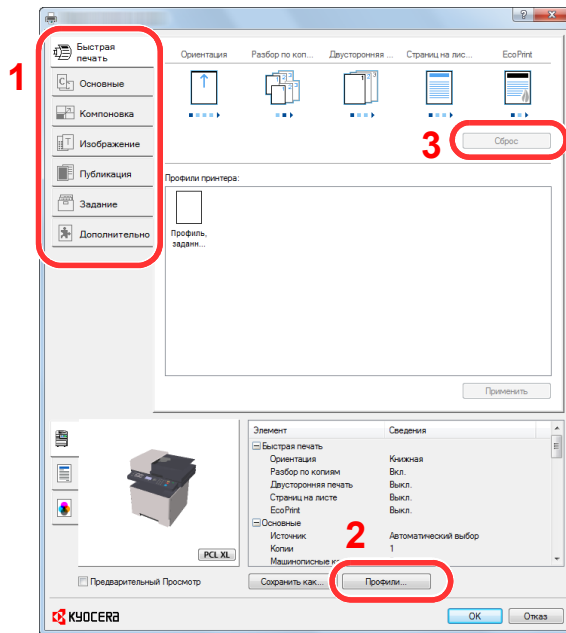 1
Быстрая
печать
Основные
Компоновка
Изображение
Публикация
Задание
Дополнительно
Ориентация Разбор по коп... Двусторонняя ... Страниц на лис... EcoPrint
3
Сброс
Профили принтера:
Профиль,
заданн...
Применить
Элемент Сведения
Быстрая печать
Ориентация Книжная
Разбор по копиям Вкл.
Двусторонняя печать Выкл.
Страниц на листе Выкл.
EcoPrint Выкл.
Основные
Источник Автоматический выбор
Копии 1
Машинописные
2
PCL XL
Предварительный Просмотр
Сохранить как...
Профили...
KYOCERA
OK
Отказ